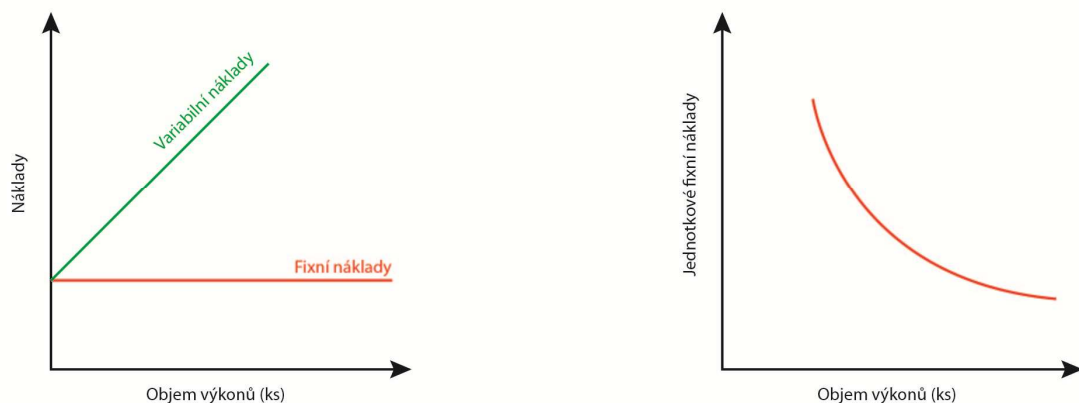 Náklady
Variabilní náklady
Fixní náklady
Objem výkonů (ks)
Jednotkové fixní náklady
Objem výkonů (ks)